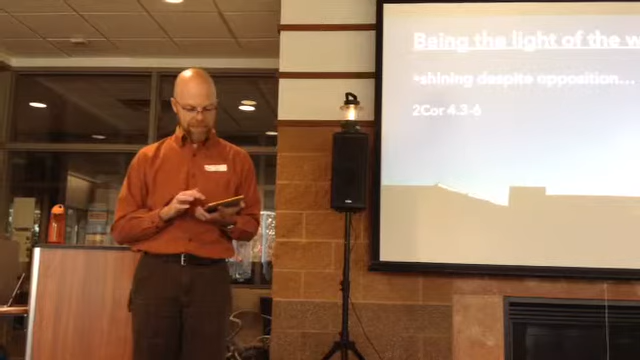 Being the light of the w
*shining despite opposition...
2Cor 4.3-6